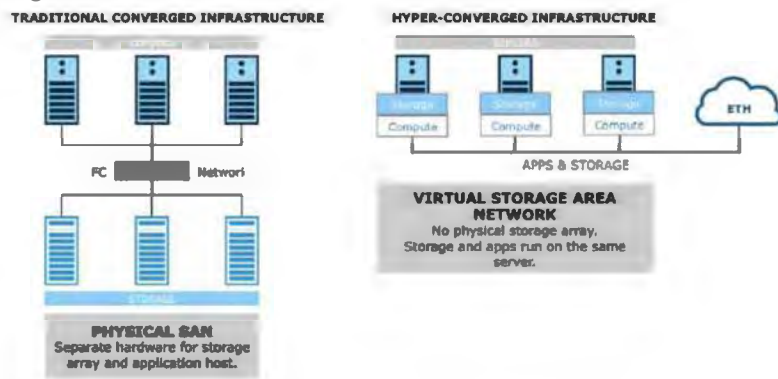 TRADITIONAL CONVERGED INFRASTRUCTURE
FC
Network
STORAGE
PHYSICAL SAN
Separate hardware for storage
array and application host.
HYPER-CONVERGED INFRASTRUCTURE
Storage
Compute
Storage
Compute
Storage
Compute
ETH
APPS & STORAGE
VIRTUAL STORAGE AREA
NETWORK
No physical storage array.
Storage and apps run on the same
server.